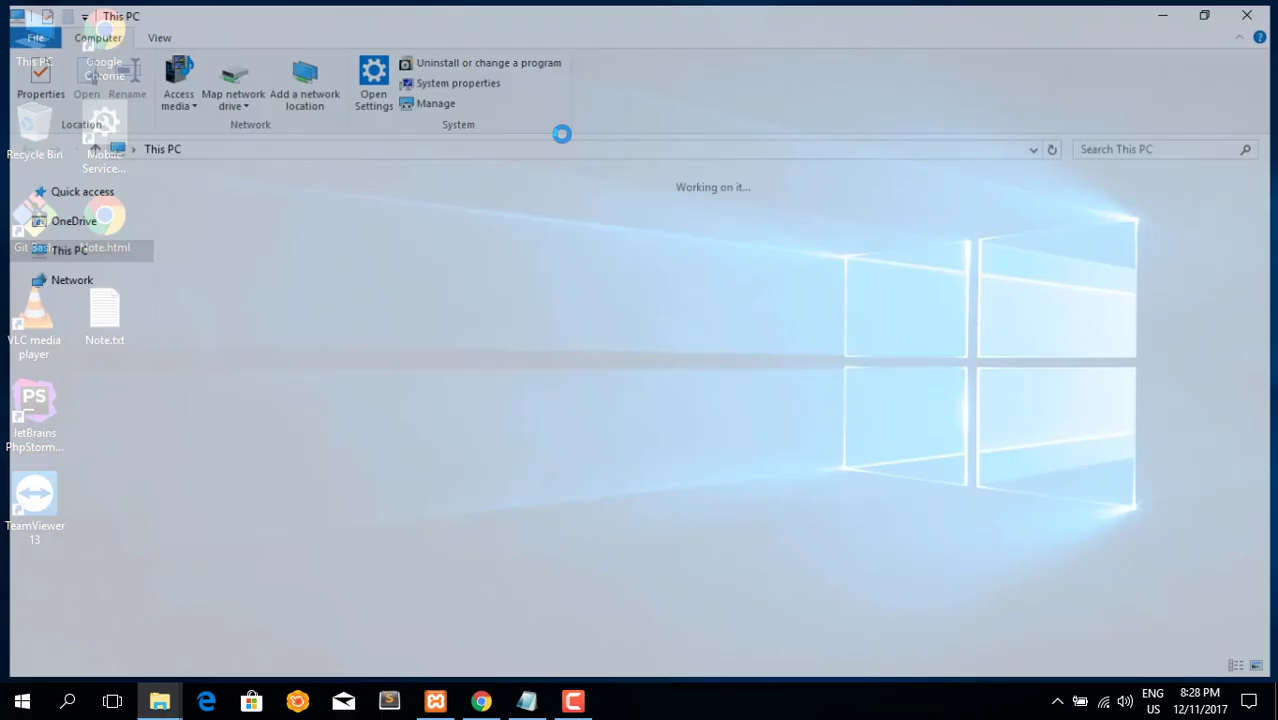 This PC
File
Computer
View
Properties
Open
Rename
Access
media
Map network
drive
Add a network
location
Open
Settings
Uninstall or change a program
System properties
Manage
Location
Network
System
This PC
Search This PC
Working on it...
Quick access
OneDrive
This PC
Network
This PC
Google
Chrome
Recycle Bin
Mobile
Service...
Git Bash
Note.html
VLC media
player
Note.txt
PS
JetBrains
PhpStorm...
TeamViewer
13
ENG
US
8:28 PM
12/11/2017